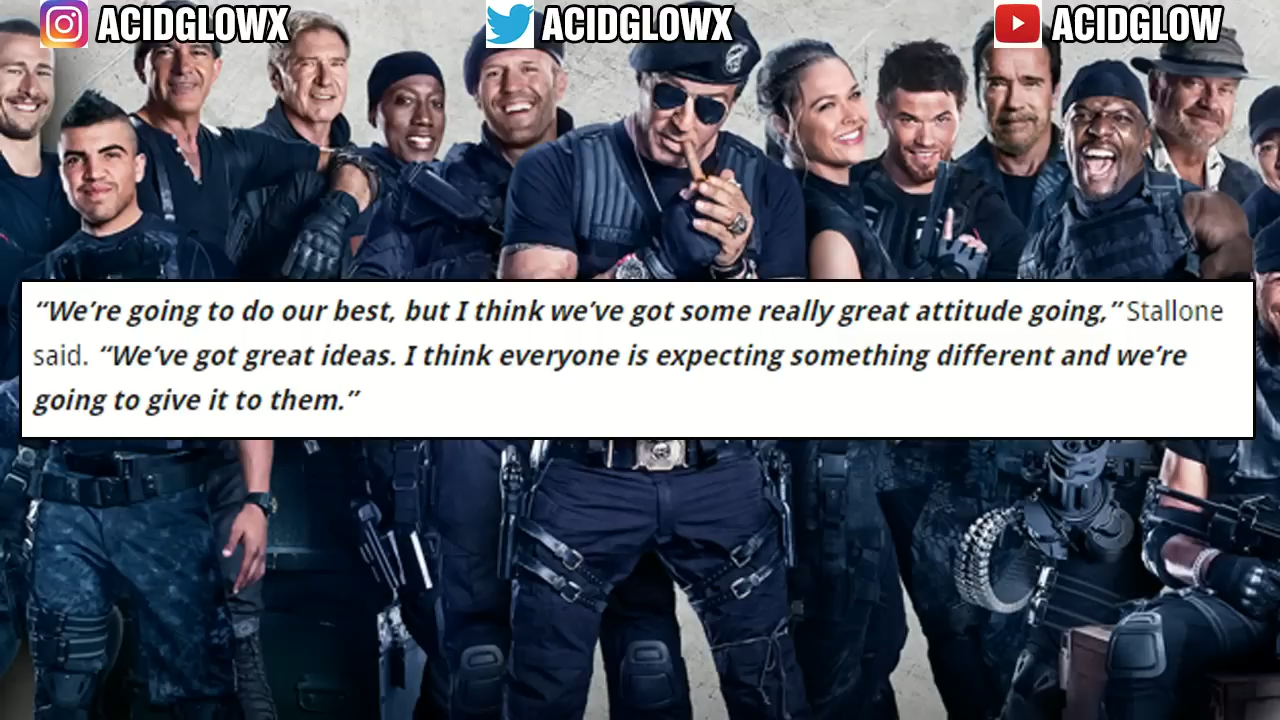 ACIDGLOWX ACIDGLOWX ACIDGLOW
“We’re going to do our best, but I think we’ve got some really great attitude going,” Stallone
said. “We’ve got great ideas. I think everyone is expecting something different and we’re
going to give it to them.”